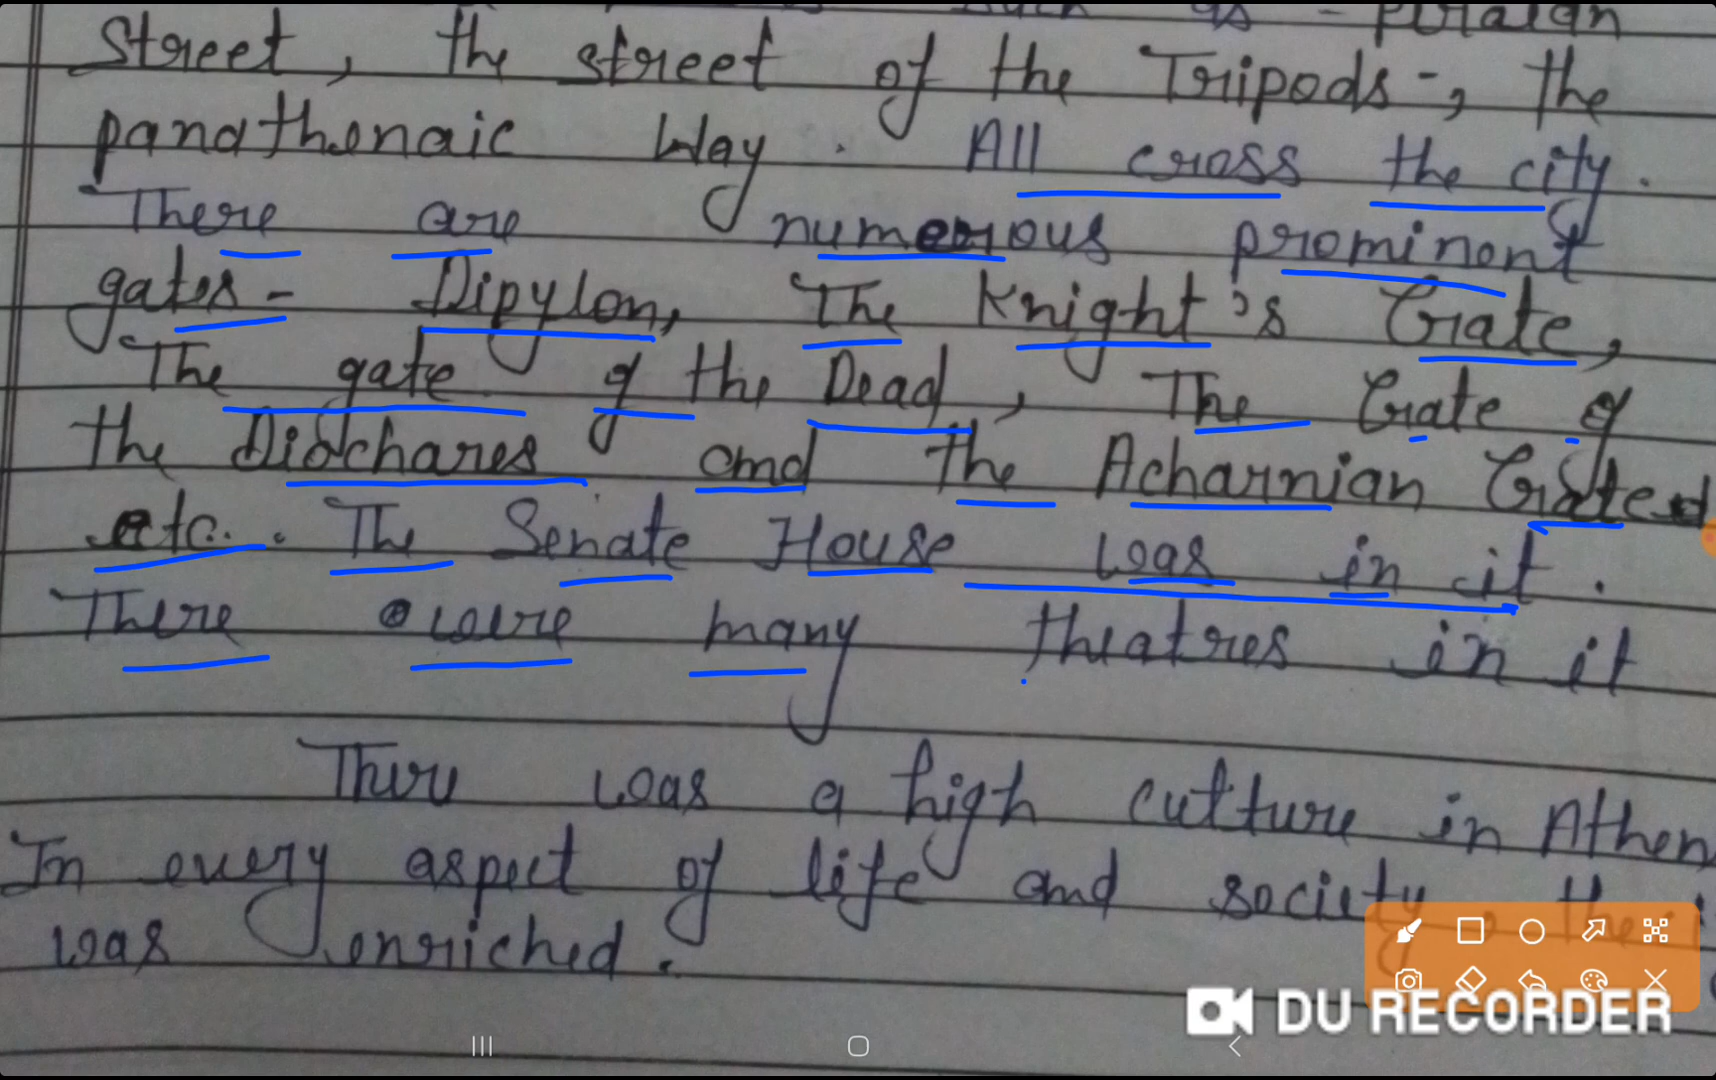 as - Piraian
Street, the street of the Tripods-, the
panathenaic Way. All cross the city.
There are numerous prominent
gates- Dipylon, The Knight's Gate,
The gate of the Dead, The Gate of
the Diochares and the Acharnian Gate
etc.. The Senate House was in it.
There were many theatres in it
There was a high culture in Athen
In every aspect of life and society, the
was enriched.
DU RECORDER